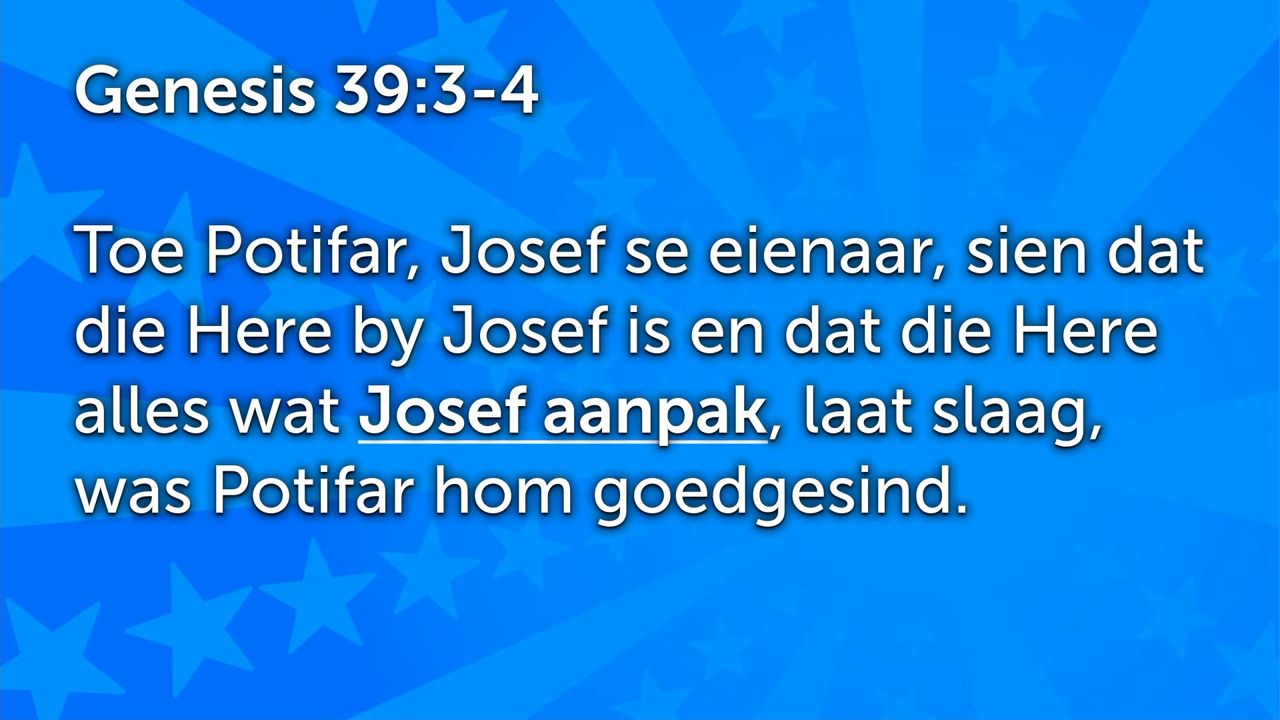 Genesis 39:3-4
Toe Potifar, Josef se eienaar, sien dat
die Here by Josef is en dat die Here
alles wat Josef aanpak, laat slaag,
was Potifar hom goedgesind.